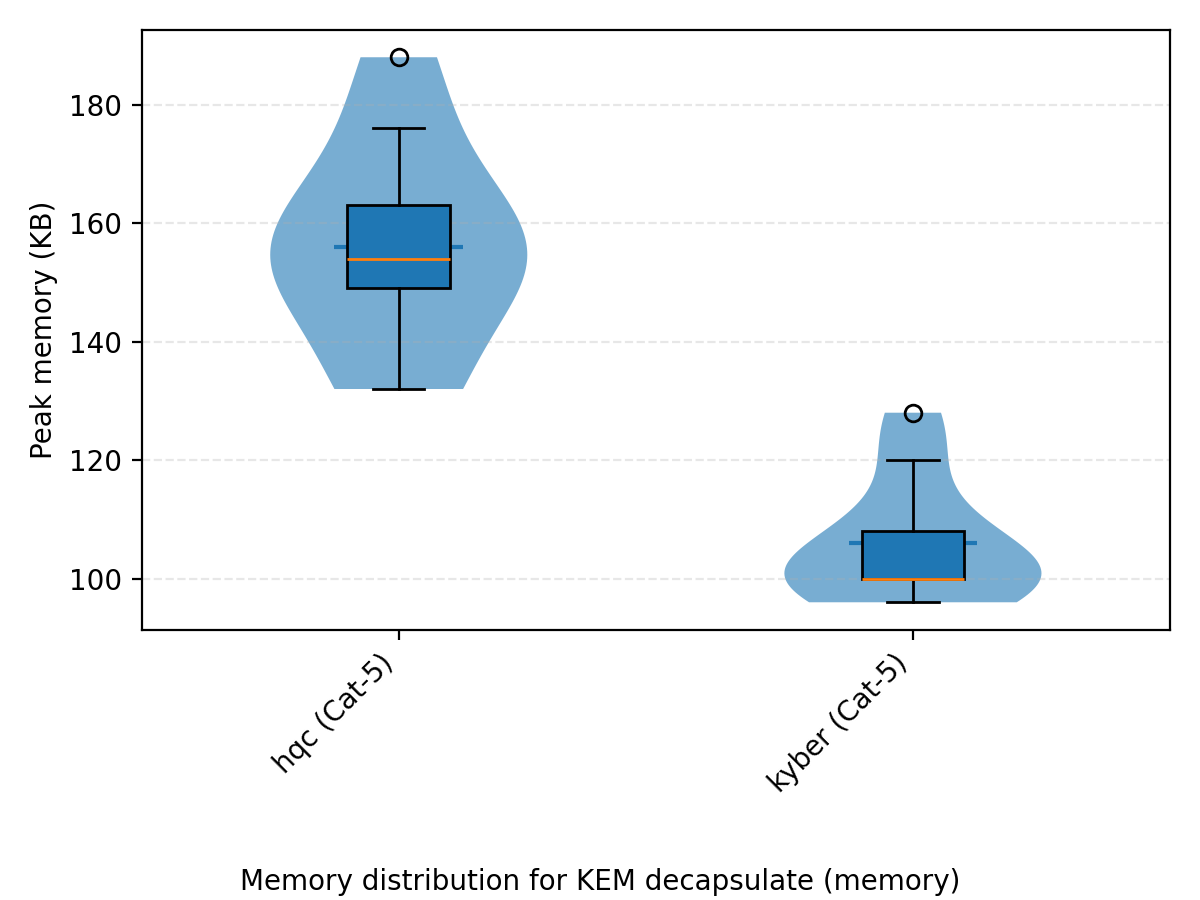 180
160
140
120
100
Peak memory (KB)
hqc (Cat-5)
kyber (Cat-5)
Memory distribution for KEM decapsulate (memory)